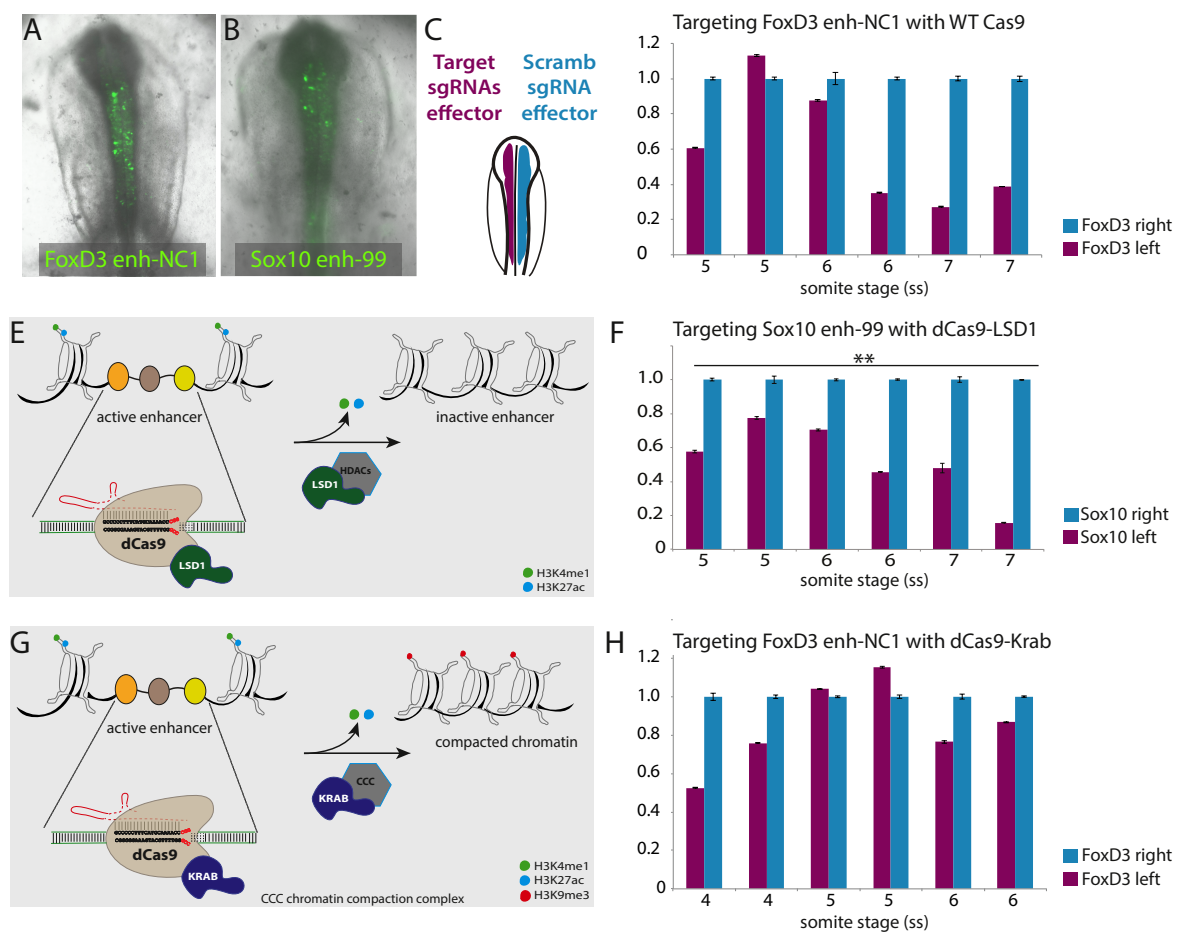 A
FoxD3 enh-NC1
B
Sox10 enh-99
C
Target sgRNAs effector
Scramb sgRNA effector
Targeting FoxD3 enh-NC1 with WT Cas9
1.2
1.0
0.8
0.6
0.4
0.2
0
5 5 6 6 7 7
somite stage (ss)
FoxD3 right
FoxD3 left
E
active enhancer
dCas9
LSD1
LSD1
HDACs
inactive enhancer
H3K4me1
H3K27ac
F
Targeting Sox10 enh-99 with dCas9-LSD1
**
1.0
0.8
0.6
0.4
0.2
0
5 5 6 6 7 7
somite stage (ss)
Sox10 right
Sox10 left
G
active enhancer
dCas9
KRAB
KRAB
CCC
compacted chromatin
CCC chromatin compaction complex
H3K4me1
H3K27ac
H3K9me3
H
Targeting FoxD3 enh-NC1 with dCas9-Krab
1.2
1.0
0.8
0.6
0.4
0.2
0
4 4 5 5 6 6
somite stage (ss)
FoxD3 right
FoxD3 left